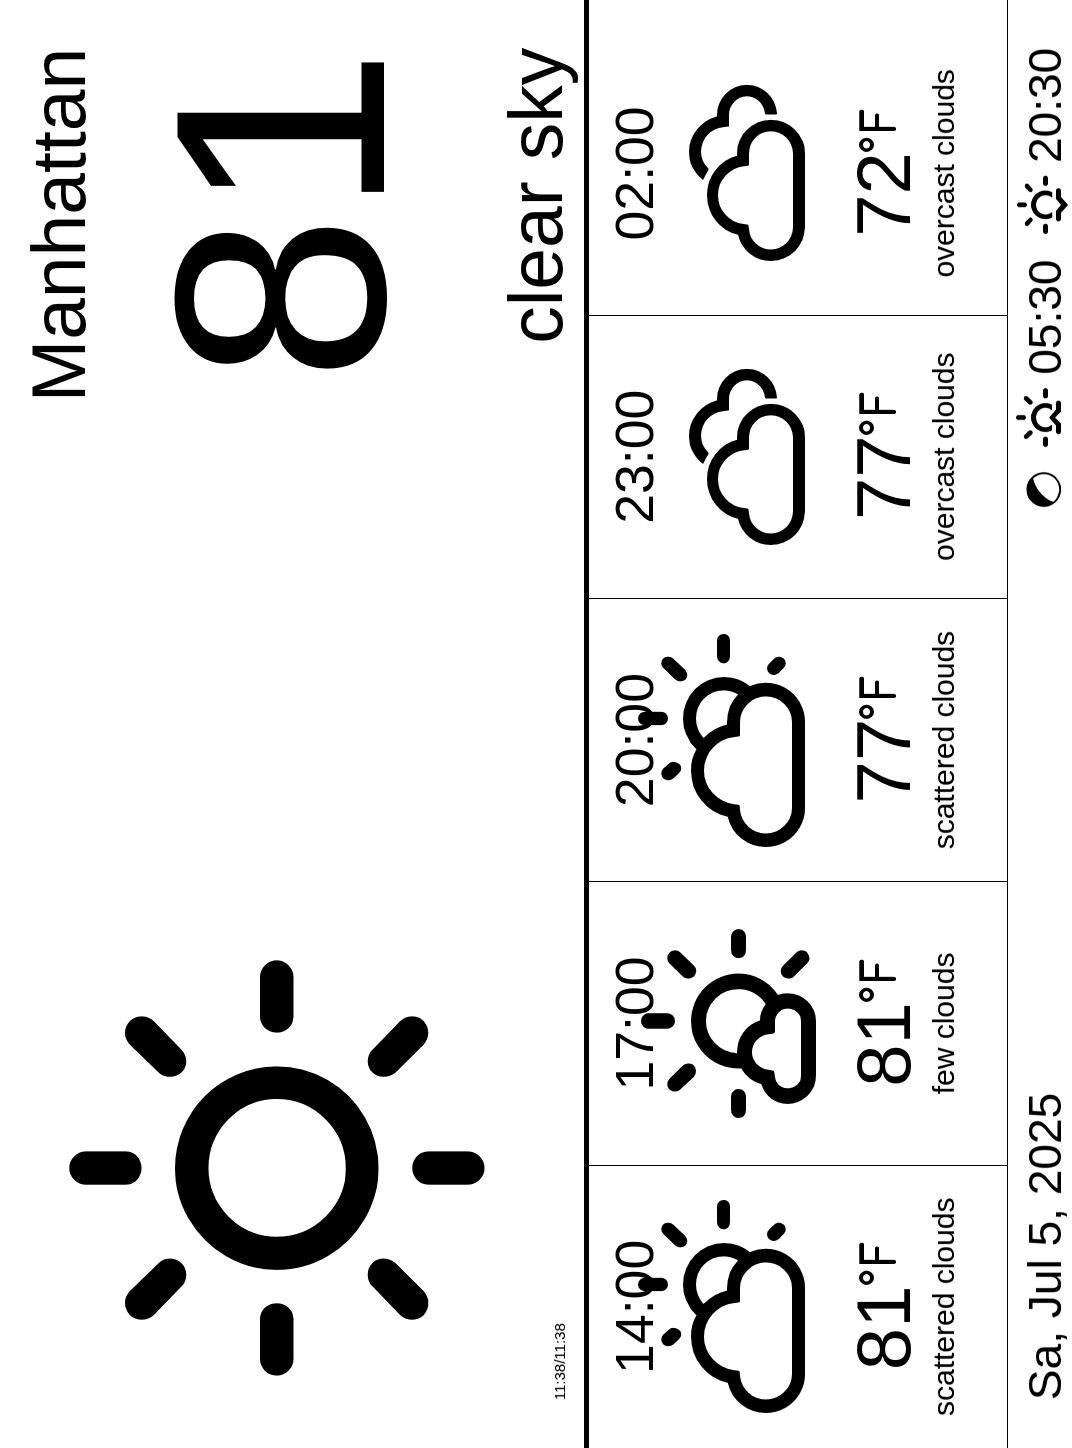 Manhattan
81
clear sky
11:38/11:38
14:00
81°F
scattered clouds
17:00
81°F
few clouds
20:00
77°F
scattered clouds
23:00
77°F
overcast clouds
02:00
72°F
overcast clouds
Sa, Jul 5, 2025
05:30
20:30